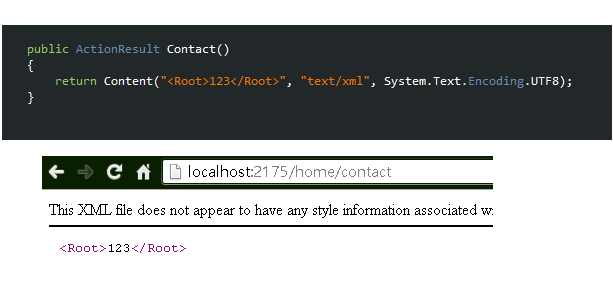 public ActionResult Contact()
{
return Content("<Root>123</Root>", "text/xml", System.Text.Encoding.UTF8);
}
localhost:2175/home/contact
This XML file does not appear to have any style information associated
<Root>123</Root>